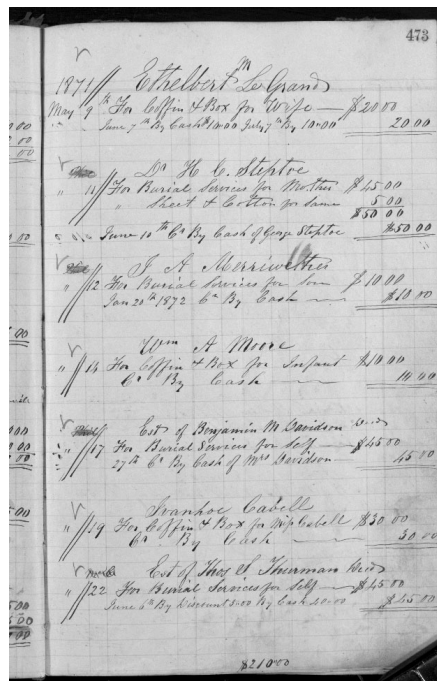 473
1871 Ethelbert M Le Grand
May 9th For Coffin & Box for Wife — $20 00
June 7th By Cash $10=00 July 7th By 10=00 20 00
Dr H. C. Steptoe
" 11 For Burial Services for Mother $45 00
" Sheet & Cotton for Same 5 00
$50 00
June 10th Cr By Cash of George Steptoe $50 00
J A Merriwether
" 12 For Burial Services for Son $10 00
Jan 20th 1872 Cr By Cash — $10 00
Wm A Moore
" 14 For Coffin & Box for Infant $10 00
Cr By Cash — 10 00
Est of Benjamin M. Davidson Decd
" 17 For Burial Services for Self — $45 00
27th Cr By Cash of Mrs Davidson — 45 00
Ivanhoe Cabell
" 19 For Coffin & Box for Cabell $30 00
Cr By Cash — 30 00
Est of Thos S. Thurman Decd
" 22 For Burial Services for Self — $45 00
June 6th By Discount 5=00 By Cash 40=00 $45 00
$210=00